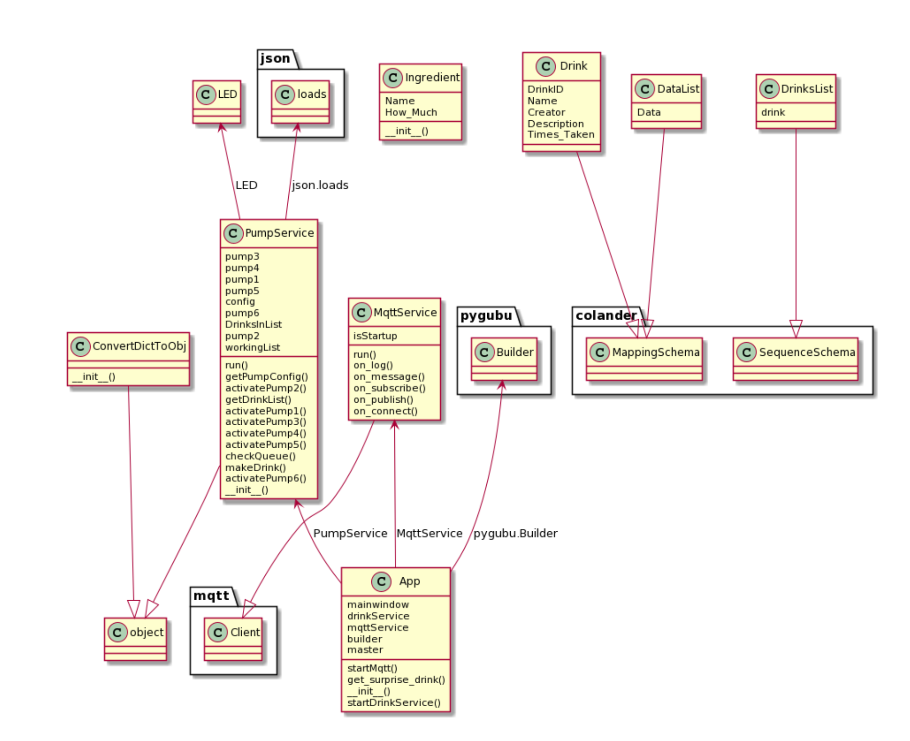 json
C LED
C loads
C Ingredient
Name
How_Much
__init__()
C Drink
DrinkID
Name
Creator
Description
Times_Taken
C DataList
Data
C DrinksList
drink
LED
json.loads
C PumpService
pump3
pump4
pump1
pump5
config
pump6
DrinksInList
pump2
workingList
run()
getPumpConfig()
activatePump2()
getDrinkList()
activatePump1()
activatePump3()
activatePump4()
activatePump5()
checkQueue()
makeDrink()
activatePump6()
__init__()
C ConvertDictToObj
__init__()
C MqttService
isStartup
run()
on_log()
on_message()
on_subscribe()
on_publish()
on_connect()
pygubu
C Builder
colander
C MappingSchema
C SequenceSchema
PumpService
MqttService
pygubu.Builder
C object
mqtt
C Client
C App
mainwindow
drinkService
mqttService
builder
master
startMqtt()
get_surprise_drink()
__init__()
startDrinkService()